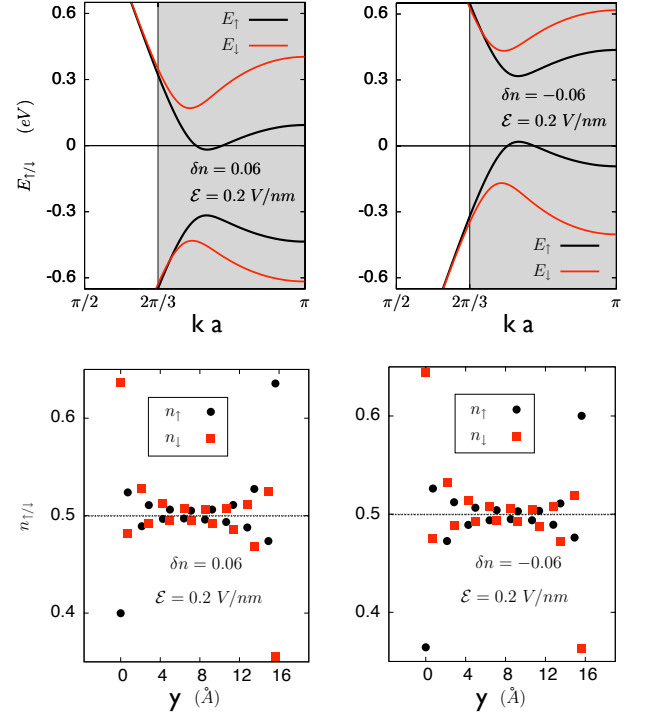 0.6
0.3
0
-0.3
-0.6
E↑/↓ (eV)
E↑
E↓
δn = 0.06
ℰ = 0.2 V/nm
π/2
2π/3
π
k a
0.6
0.3
0
-0.3
-0.6
δn = −0.06
ℰ = 0.2 V/nm
E↑
E↓
π/2
2π/3
π
k a
0.6
0.5
0.4
n↑/↓
n↑
n↓
δn = 0.06
ℰ = 0.2 V/nm
0 4 8 12 16
y (Å)
0.6
0.5
0.4
n↑
n↓
δn = −0.06
ℰ = 0.2 V/nm
0 4 8 12 16
y (Å)